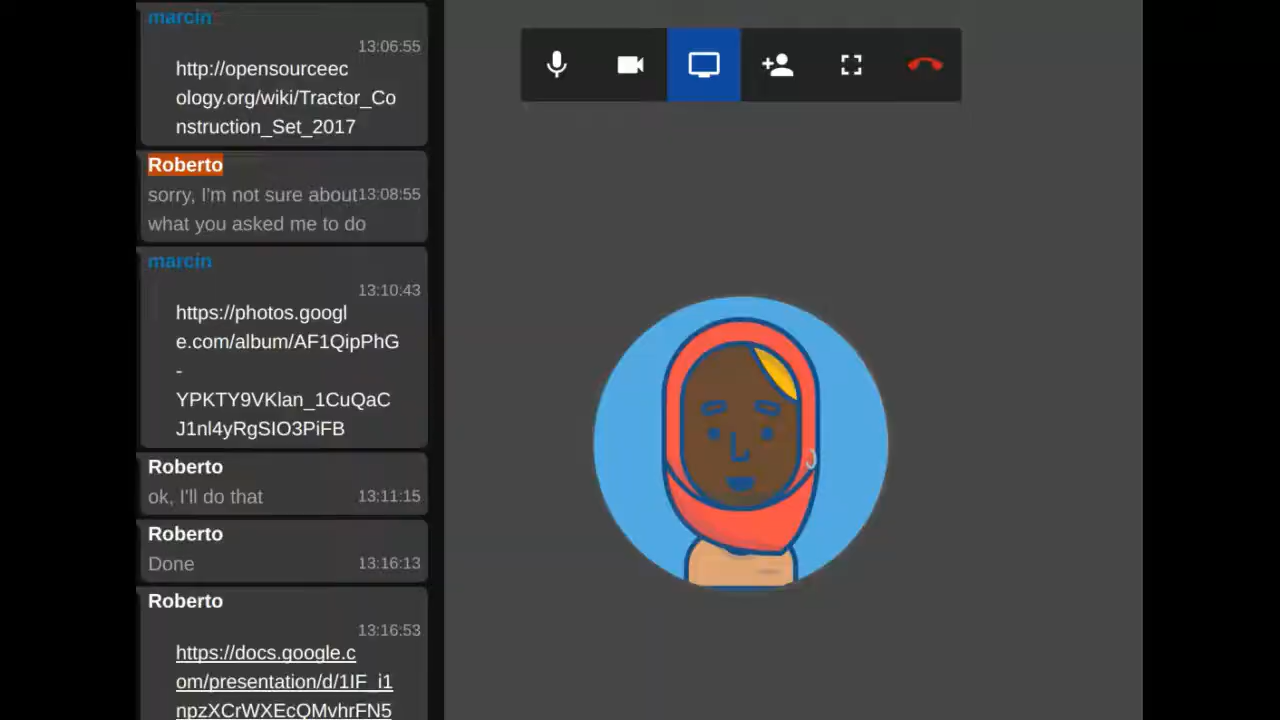 marcin
13:06:55
http://opensourceec
ology.org/wiki/Tractor_Co
nstruction_Set_2017
Roberto
sorry, I'm not sure about 13:08:55
what you asked me to do
marcin
13:10:43
https://photos.googl
e.com/album/AF1QipPhG
-
YPKTY9VKlan_1CuQaC
J1nl4yRgSIO3PiFB
Roberto
ok, I'll do that 13:11:15
Roberto
Done 13:16:13
Roberto
13:16:53
https://docs.google.c
om/presentation/d/1IF_i1
npzXCrWXEcQMvhrFN5